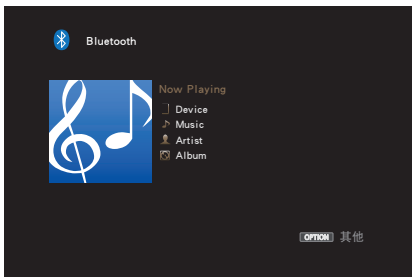 Bluetooth
Now Playing
Device
Music
Artist
Album
OPTION 其他